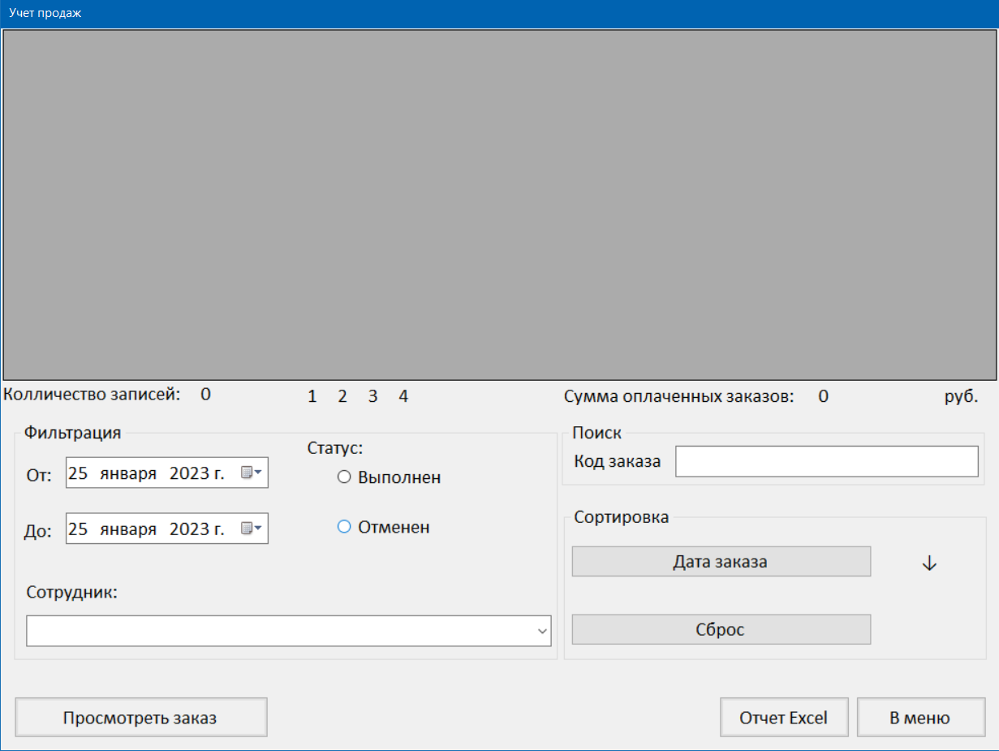 Учет продаж
Колличество записей: 0 1 2 3 4 Сумма оплаченных заказов: 0 руб.
Фильтрация
Статус:
От: 25 января 2023 г.
Выполнен
До: 25 января 2023 г.
Отменен
Сотрудник:
Поиск
Код заказа
Сортировка
Дата заказа ↓
Сброс
Просмотреть заказ Отчет Excel В меню